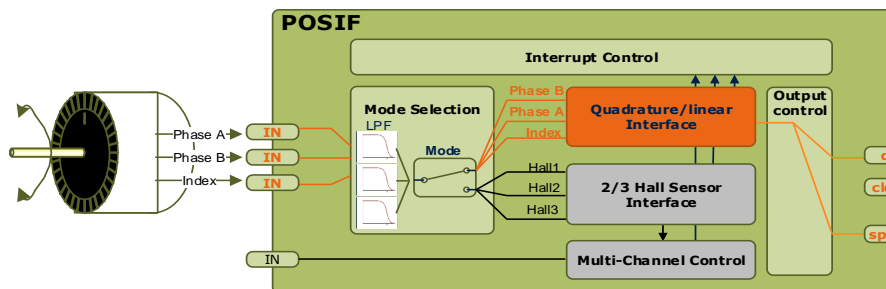 POSIF
Interrupt Control
Mode Selection
LPF
Mode
Phase B
Phase A
Index
Quadrature/linear
Interface
Output
control
Phase A
IN
Phase B
IN
Index
IN
Hall1
Hall2
Hall3
2/3 Hall Sensor
Interface
IN
Multi-Channel Control